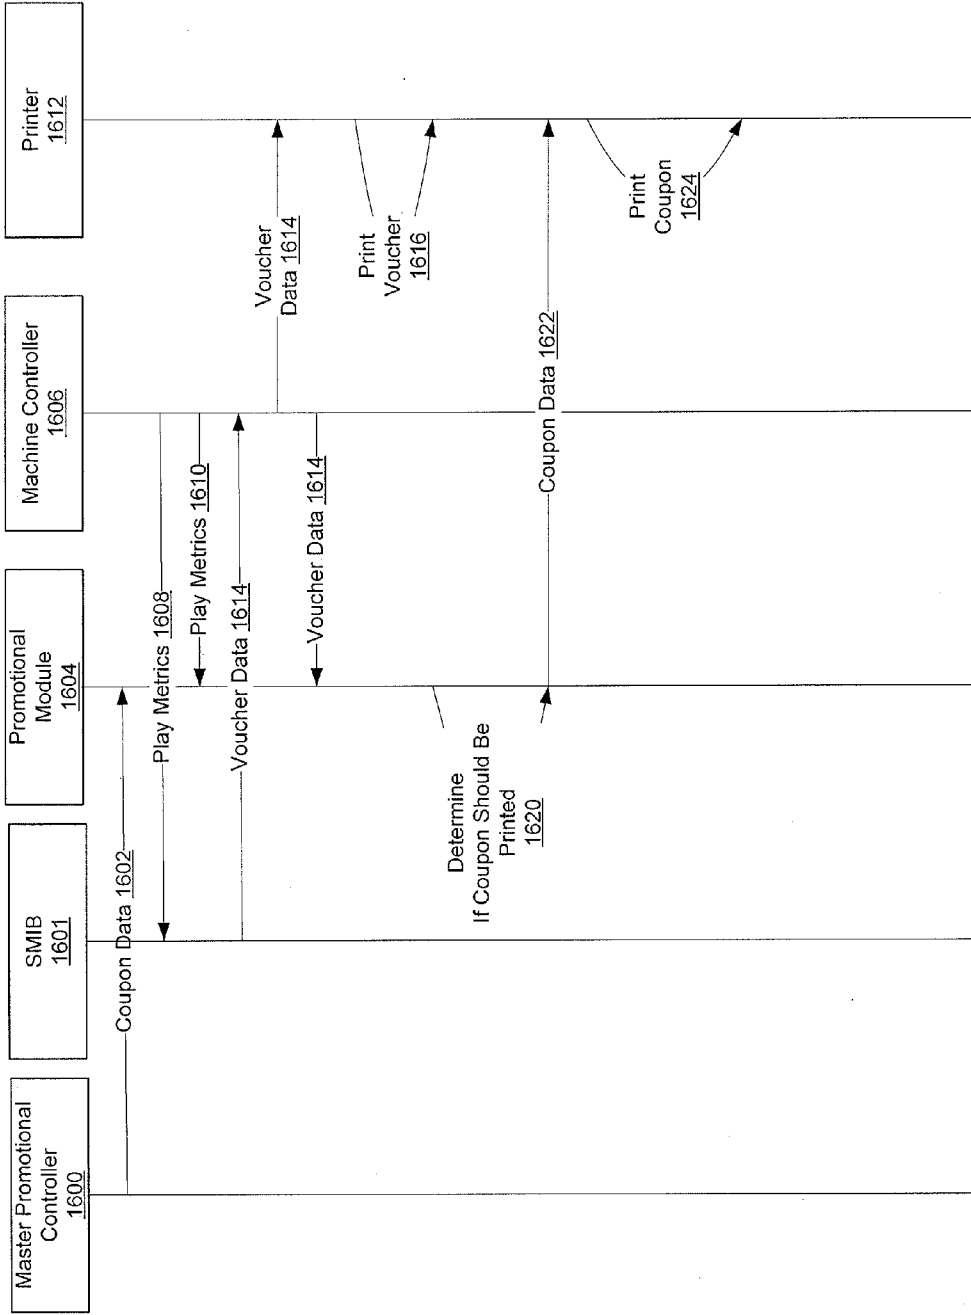 Master Promotional
Controller
1600
SMIB
1601
Promotional
Module
1604
Machine Controller
1606
Printer
1612
Coupon Data 1602
Play Metrics 1608
Play Metrics 1610
Voucher Data 1614
Voucher
Data 1614
Voucher Data 1614
Print
Voucher
1616
Determine
If Coupon Should Be
Printed
1620
Coupon Data 1622
Print
Coupon
1624